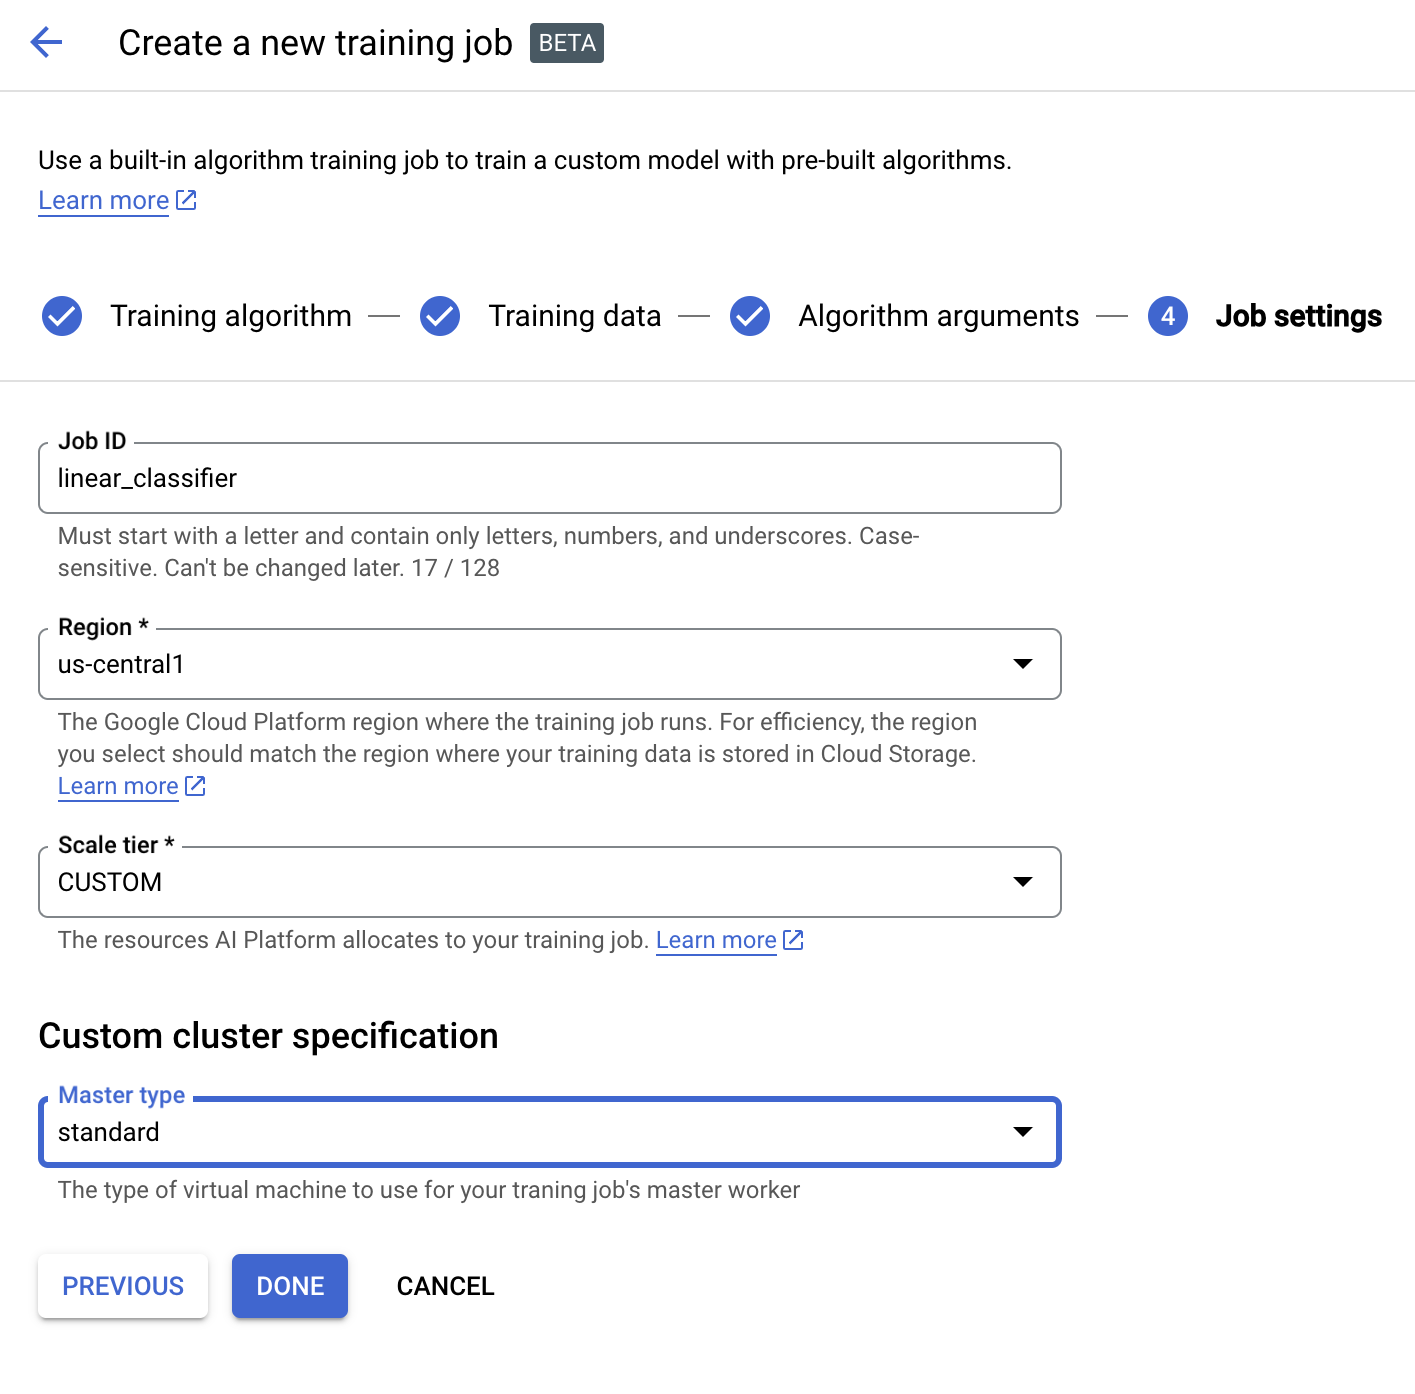 Create a new training job BETA
Use a built-in algorithm training job to train a custom model with pre-built algorithms.
Learn more
Training algorithm
Training data
Algorithm arguments
4 Job settings
Job ID
linear_classifier
Must start with a letter and contain only letters, numbers, and underscores. Case-
sensitive. Can't be changed later. 17 / 128
Region *
us-central1
The Google Cloud Platform region where the training job runs. For efficiency, the region
you select should match the region where your training data is stored in Cloud Storage.
Learn more
Scale tier *
CUSTOM
The resources AI Platform allocates to your training job. Learn more
Custom cluster specification
Master type
standard
The type of virtual machine to use for your traning job's master worker
PREVIOUS DONE CANCEL